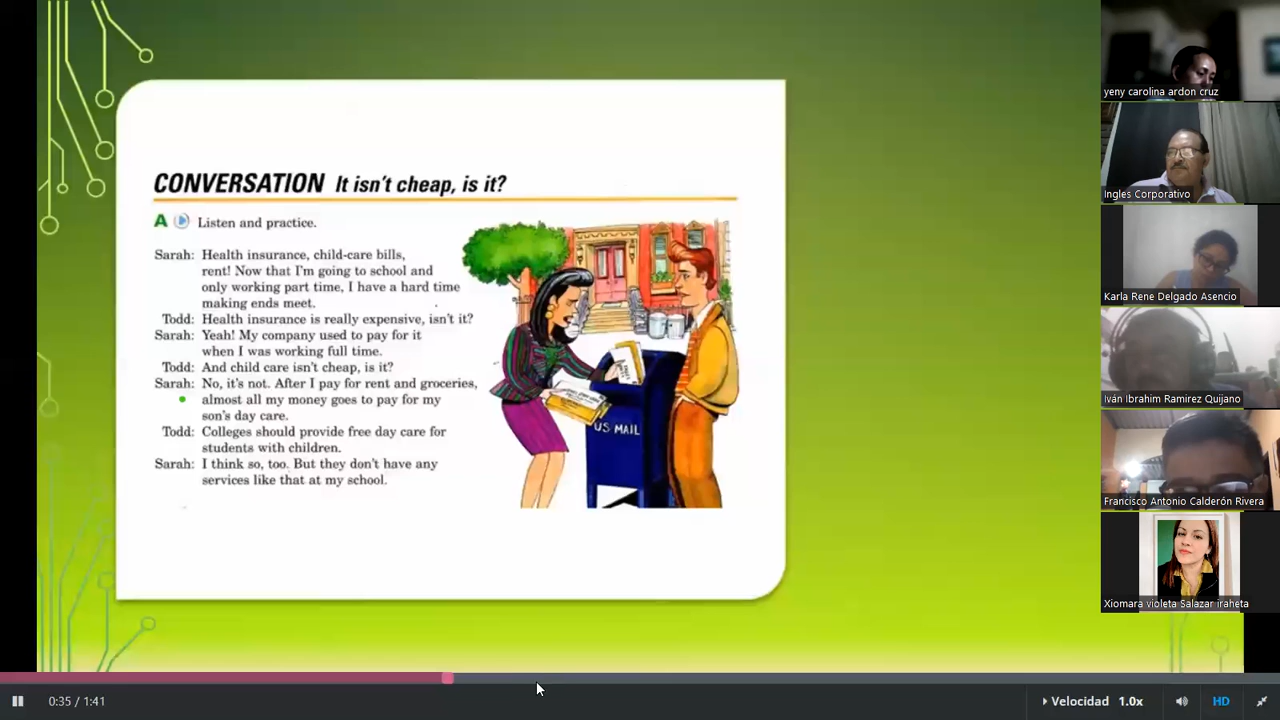 CONVERSATION It isn't cheap, is it?
A Listen and practice.
Sarah: Health insurance, child-care bills,
rent! Now that I'm going to school and
only working part time, I have a hard time
making ends meet.
Todd: Health insurance is really expensive, isn't it?
Sarah: Yeah! My company used to pay for it
when I was working full time.
Todd: And child care isn't cheap, is it?
Sarah: No, it's not. After I pay for rent and groceries,
almost all my money goes to pay for my
son's day care.
Todd: Colleges should provide free day care for
students with children.
Sarah: I think so, too. But they don't have any
services like that at my school.
US MAIL
yeny carolina ardon cruz
Ingles Corporativo
Karla Rene Delgado Asencio
Iván Ibrahim Ramirez Quijano
Francisco Antonio Calderón Rivera
Xiomara violeta Salazar iraheta
0:35 / 1:41
Velocidad 1.0x
HD